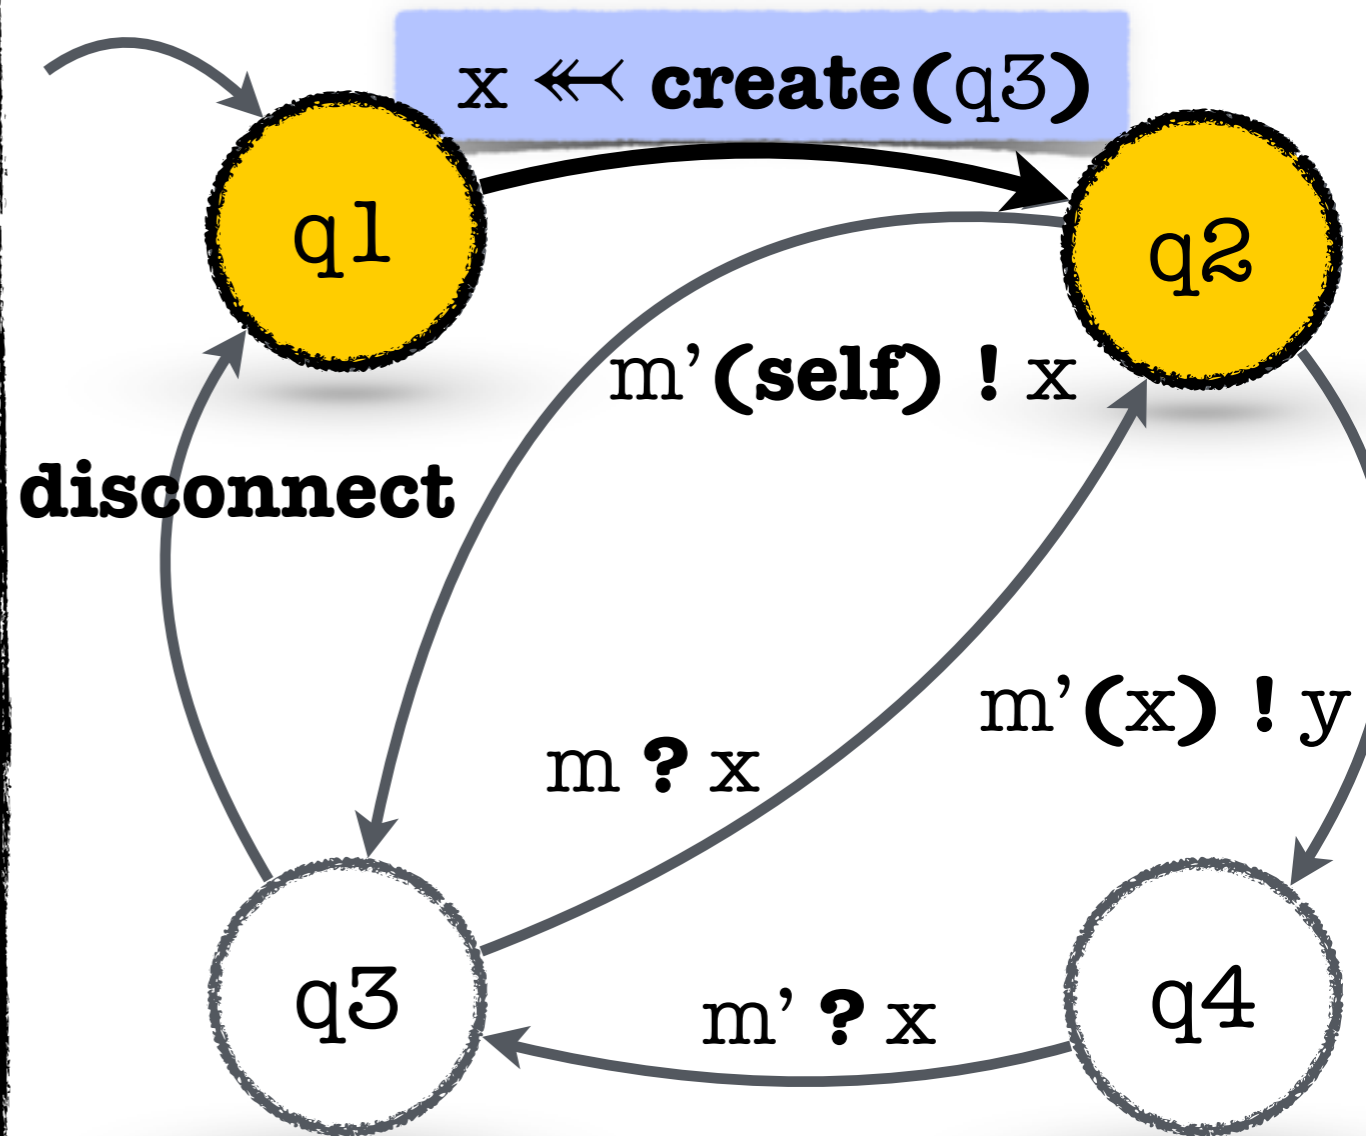 x ⤛ create(q3)
q1
q2
m’(self) ! x
disconnect
m’(x) ! y
m ? x
q3
m’ ? x
q4